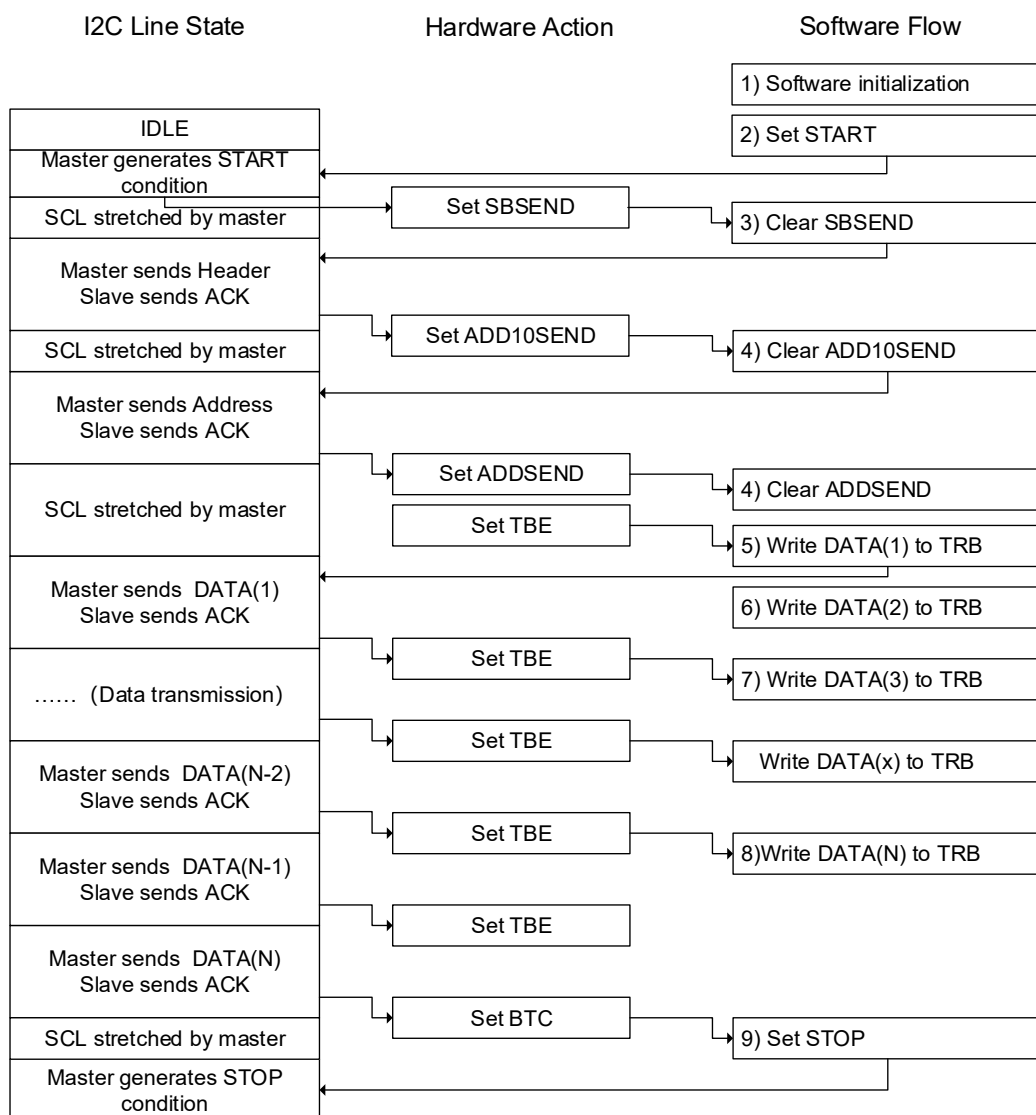 I2C Line State
Hardware Action
Software Flow
1) Software initialization
IDLE
2) Set START
Master generates START
condition
Set SBSEND
SCL stretched by master
3) Clear SBSEND
Master sends Header
Slave sends ACK
Set ADD10SEND
SCL stretched by master
4) Clear ADD10SEND
Master sends Address
Slave sends ACK
Set ADDSEND
4) Clear ADDSEND
SCL stretched by master
Set TBE
5) Write DATA(1) to TRB
Master sends DATA(1)
Slave sends ACK
6) Write DATA(2) to TRB
Set TBE
7) Write DATA(3) to TRB
...... (Data transmission)
Set TBE
Write DATA(x) to TRB
Master sends DATA(N-2)
Slave sends ACK
Set TBE
8)Write DATA(N) to TRB
Master sends DATA(N-1)
Slave sends ACK
Set TBE
Master sends DATA(N)
Slave sends ACK
Set BTC
SCL stretched by master
9) Set STOP
Master generates STOP
condition